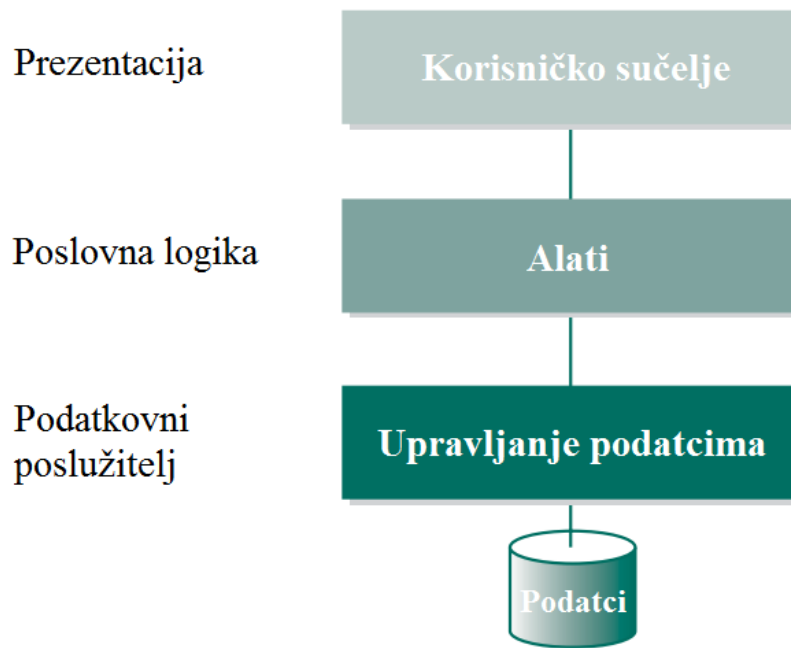 Prezentacija
Korisničko sučelje
Poslovna logika
Alati
Podatkovni
poslužitelj
Upravljanje podatcima
Podatci